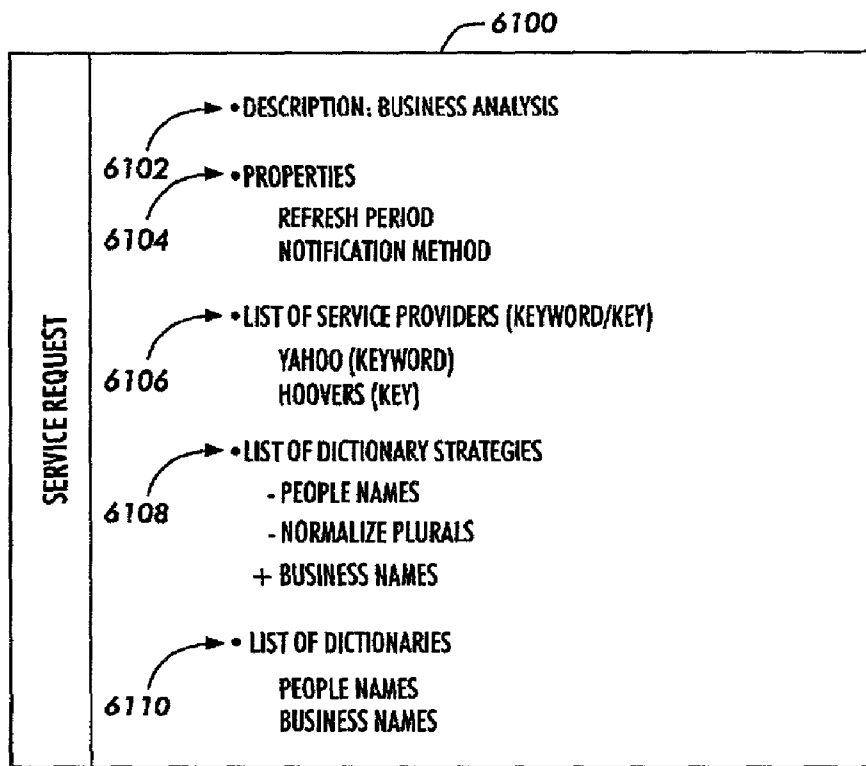 6100
SERVICE REQUEST
6102
• DESCRIPTION: BUSINESS ANALYSIS
6104
• PROPERTIES
REFRESH PERIOD
NOTIFICATION METHOD
6106
• LIST OF SERVICE PROVIDERS (KEYWORD/KEY)
YAHOO (KEYWORD)
HOOVERS (KEY)
6108
• LIST OF DICTIONARY STRATEGIES
- PEOPLE NAMES
- NORMALIZE PLURALS
+ BUSINESS NAMES
6110
• LIST OF DICTIONARIES
PEOPLE NAMES
BUSINESS NAMES